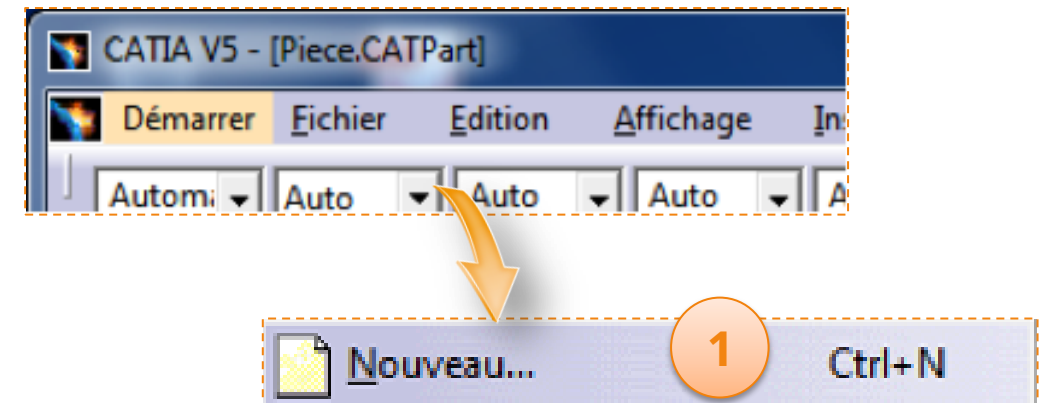 CATIA V5 - [Piece.CATPart]
Démarrer Fichier Edition Affichage
Auto Auto Auto
Nouveau... 1 Ctrl+N